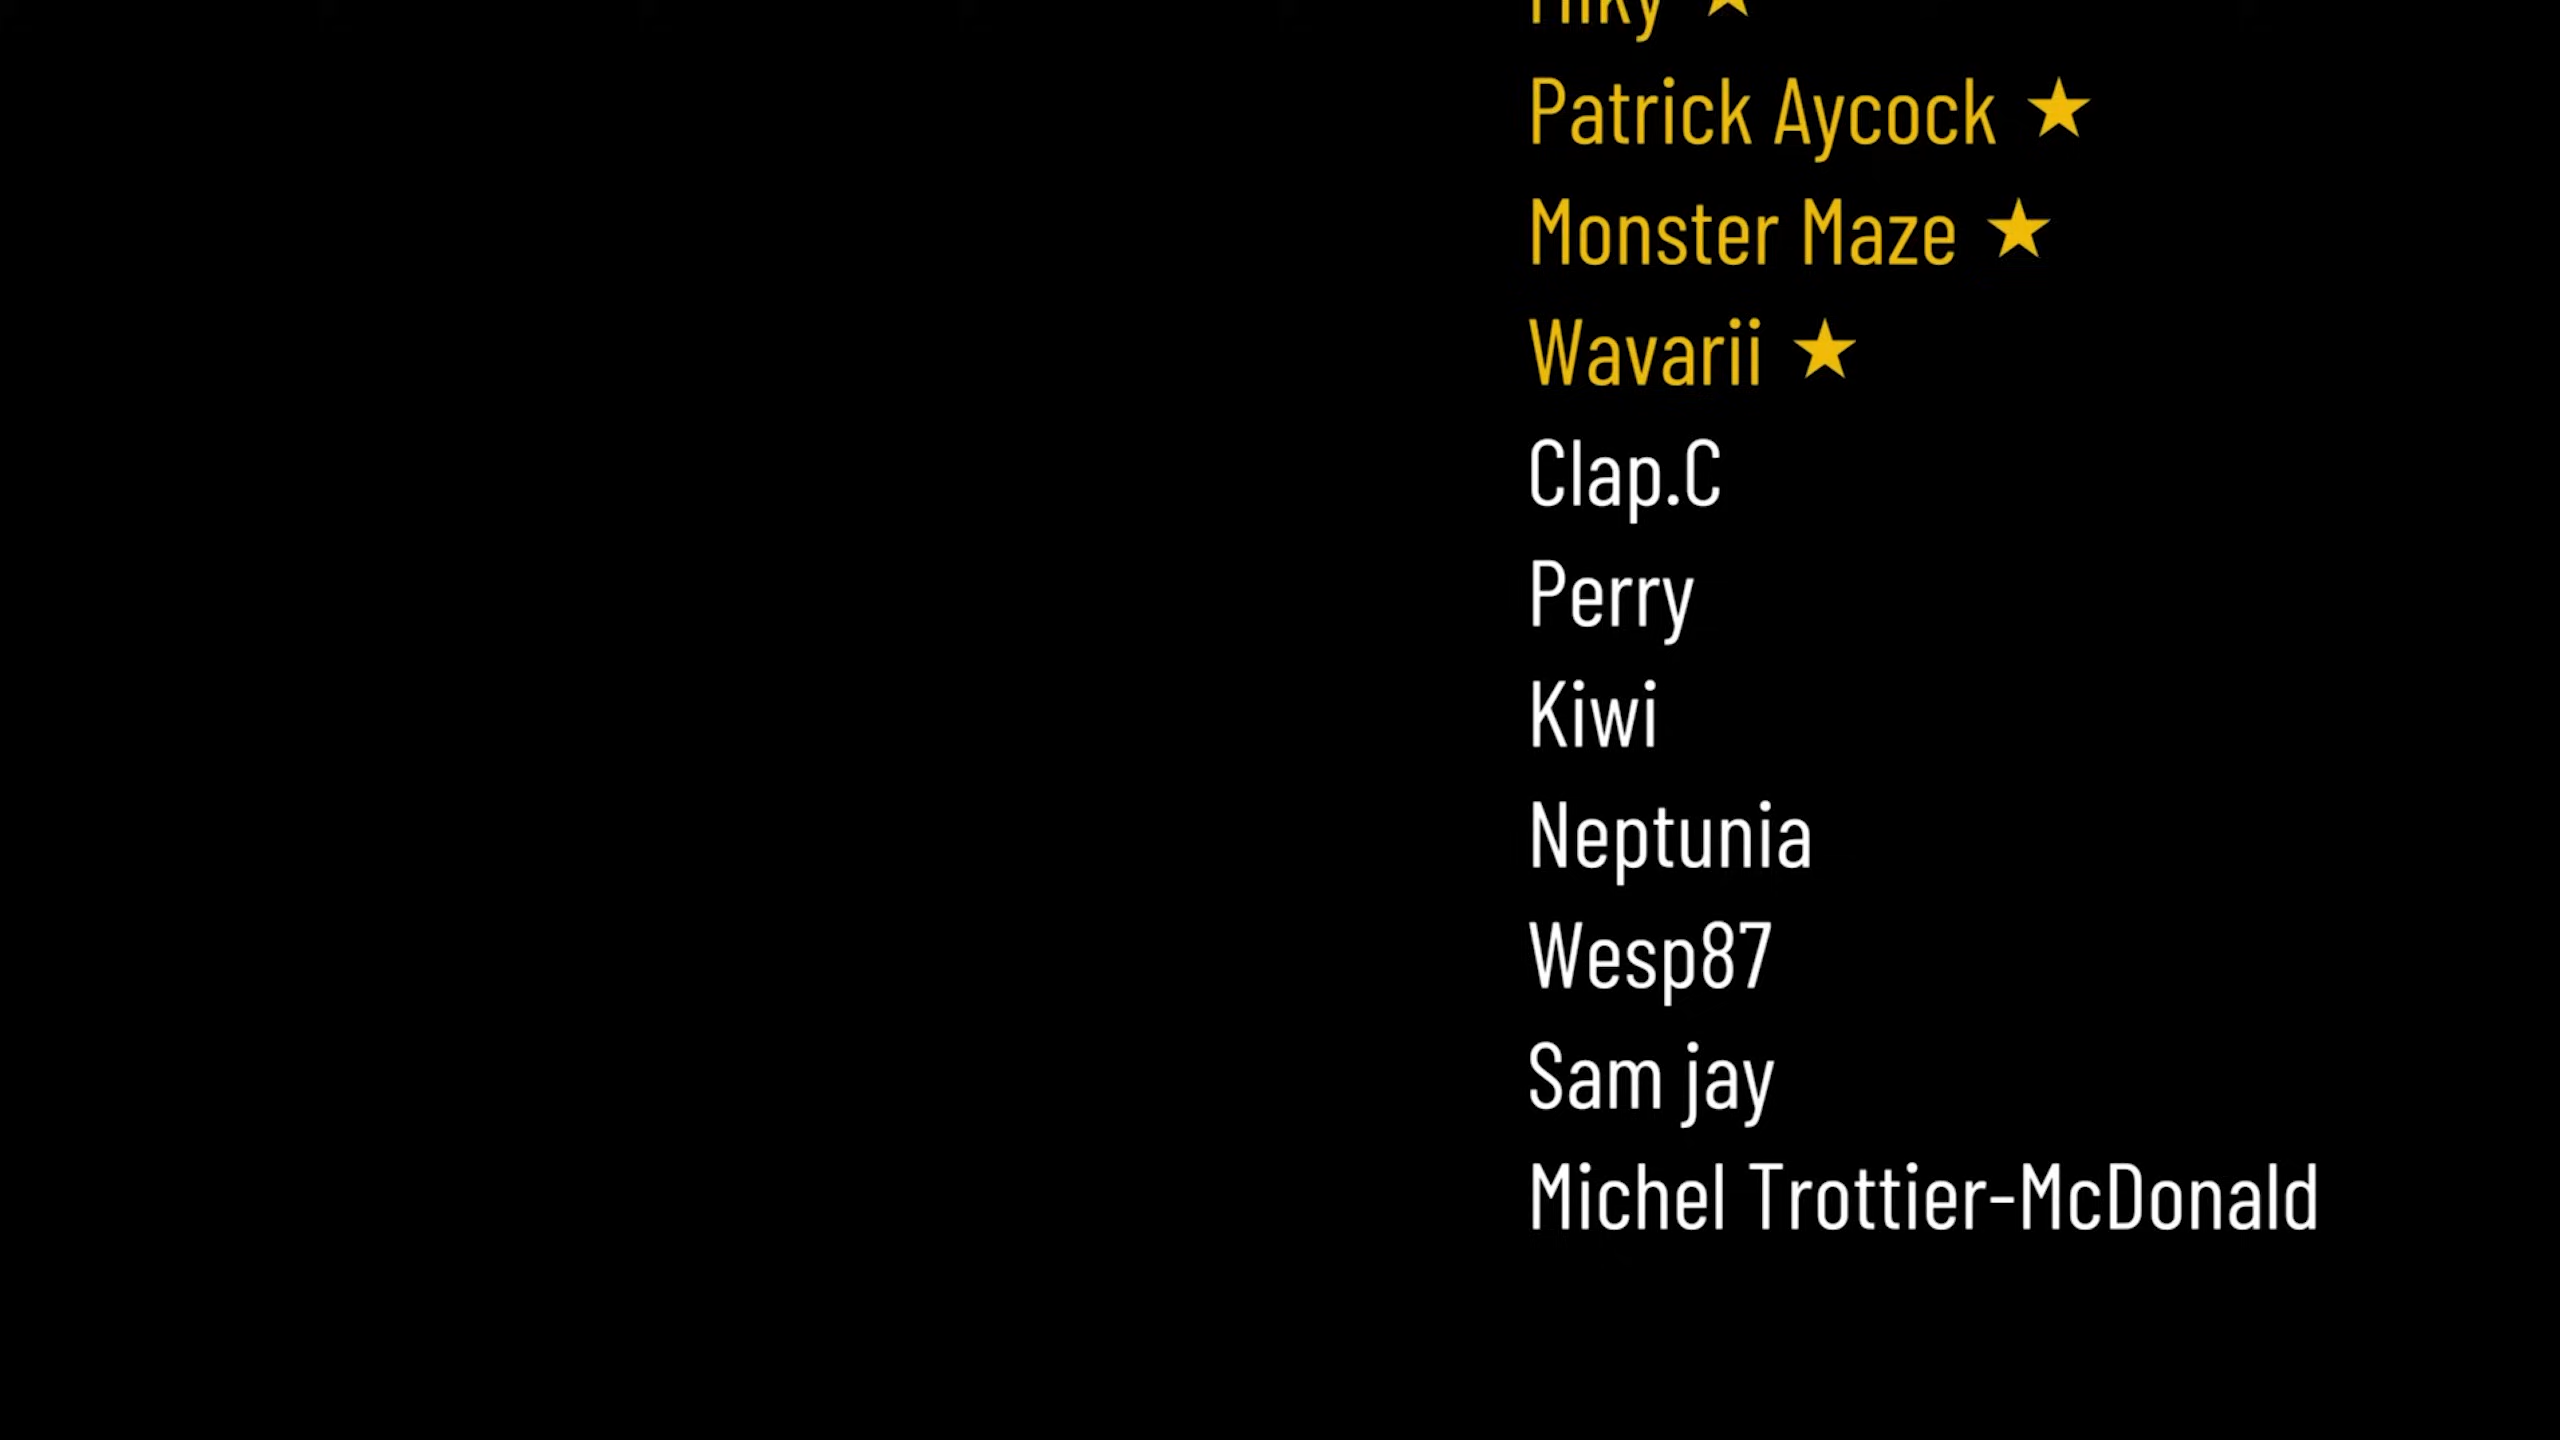 Patrick Aycock ★
Monster Maze ★
Wavarii ★
Clap.C
Perry
Kiwi
Neptunia
Wesp87
Sam jay
Michel Trottier-McDonald